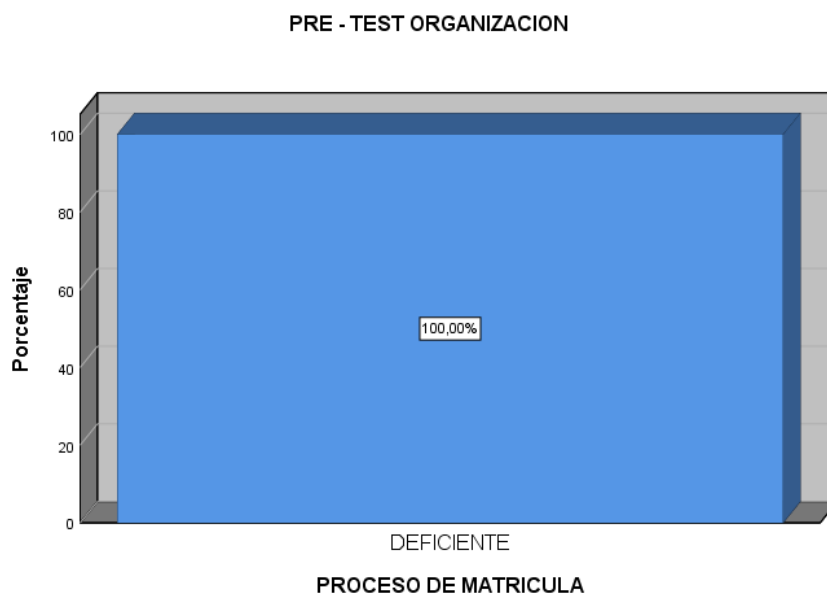 PRE - TEST ORGANIZACION
Porcentaje
100
80
60
40
20
0
100,00%
DEFICIENTE
PROCESO DE MATRICULA